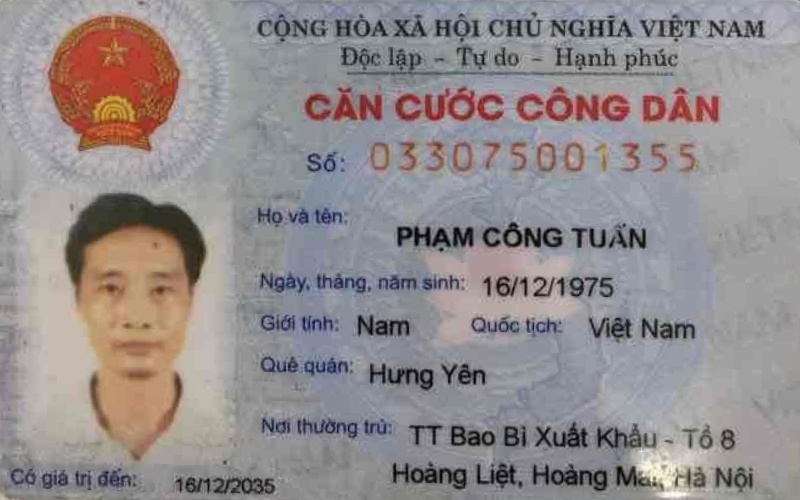 CỘNG HÒA XÃ HỘI CHỦ NGHĨA VIỆT NAM
Độc lập - Tự do - Hạnh phúc
CĂN CƯỚC CÔNG DÂN
Số: 033075001355
Họ và tên:
PHẠM CÔNG TUẤN
Ngày, tháng, năm sinh: 16/12/1975
Giới tính: Nam Quốc tịch: Việt Nam
Quê quán: Hưng Yên
Nơi thường trú: TT Bao Bì Xuất Khẩu - Tổ 8
Hoàng Liệt, Hoàng Mai, Hà Nội
Có giá trị đến: 16/12/2035